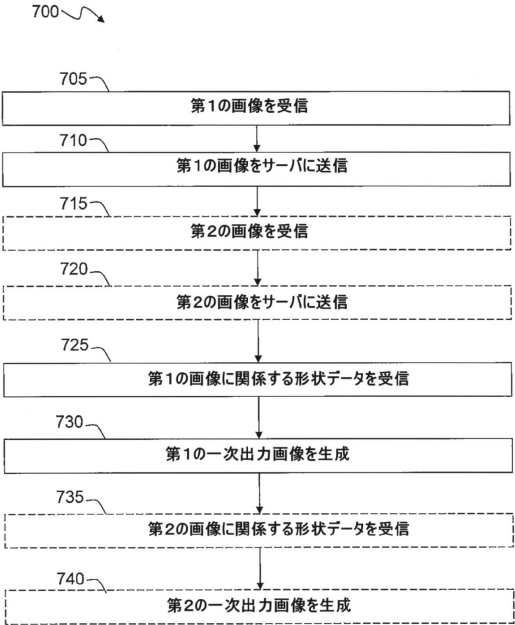 700
705
第1の画像を受信
710
第1の画像をサーバに送信
715
第2の画像を受信
720
第2の画像をサーバに送信
725
第1の画像に関係する形状データを受信
730
第1の一次出力画像を生成
735
第2の画像に関係する形状データを受信
740
第2の一次出力画像を生成